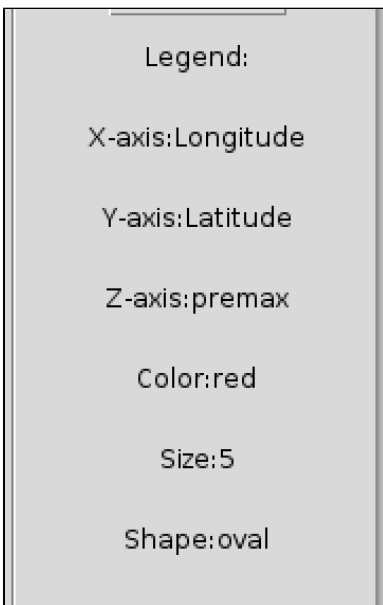 Legend:
X-axis:Longitude
Y-axis:Latitude
Z-axis:premax
Color:red
Size:5
Shape:oval